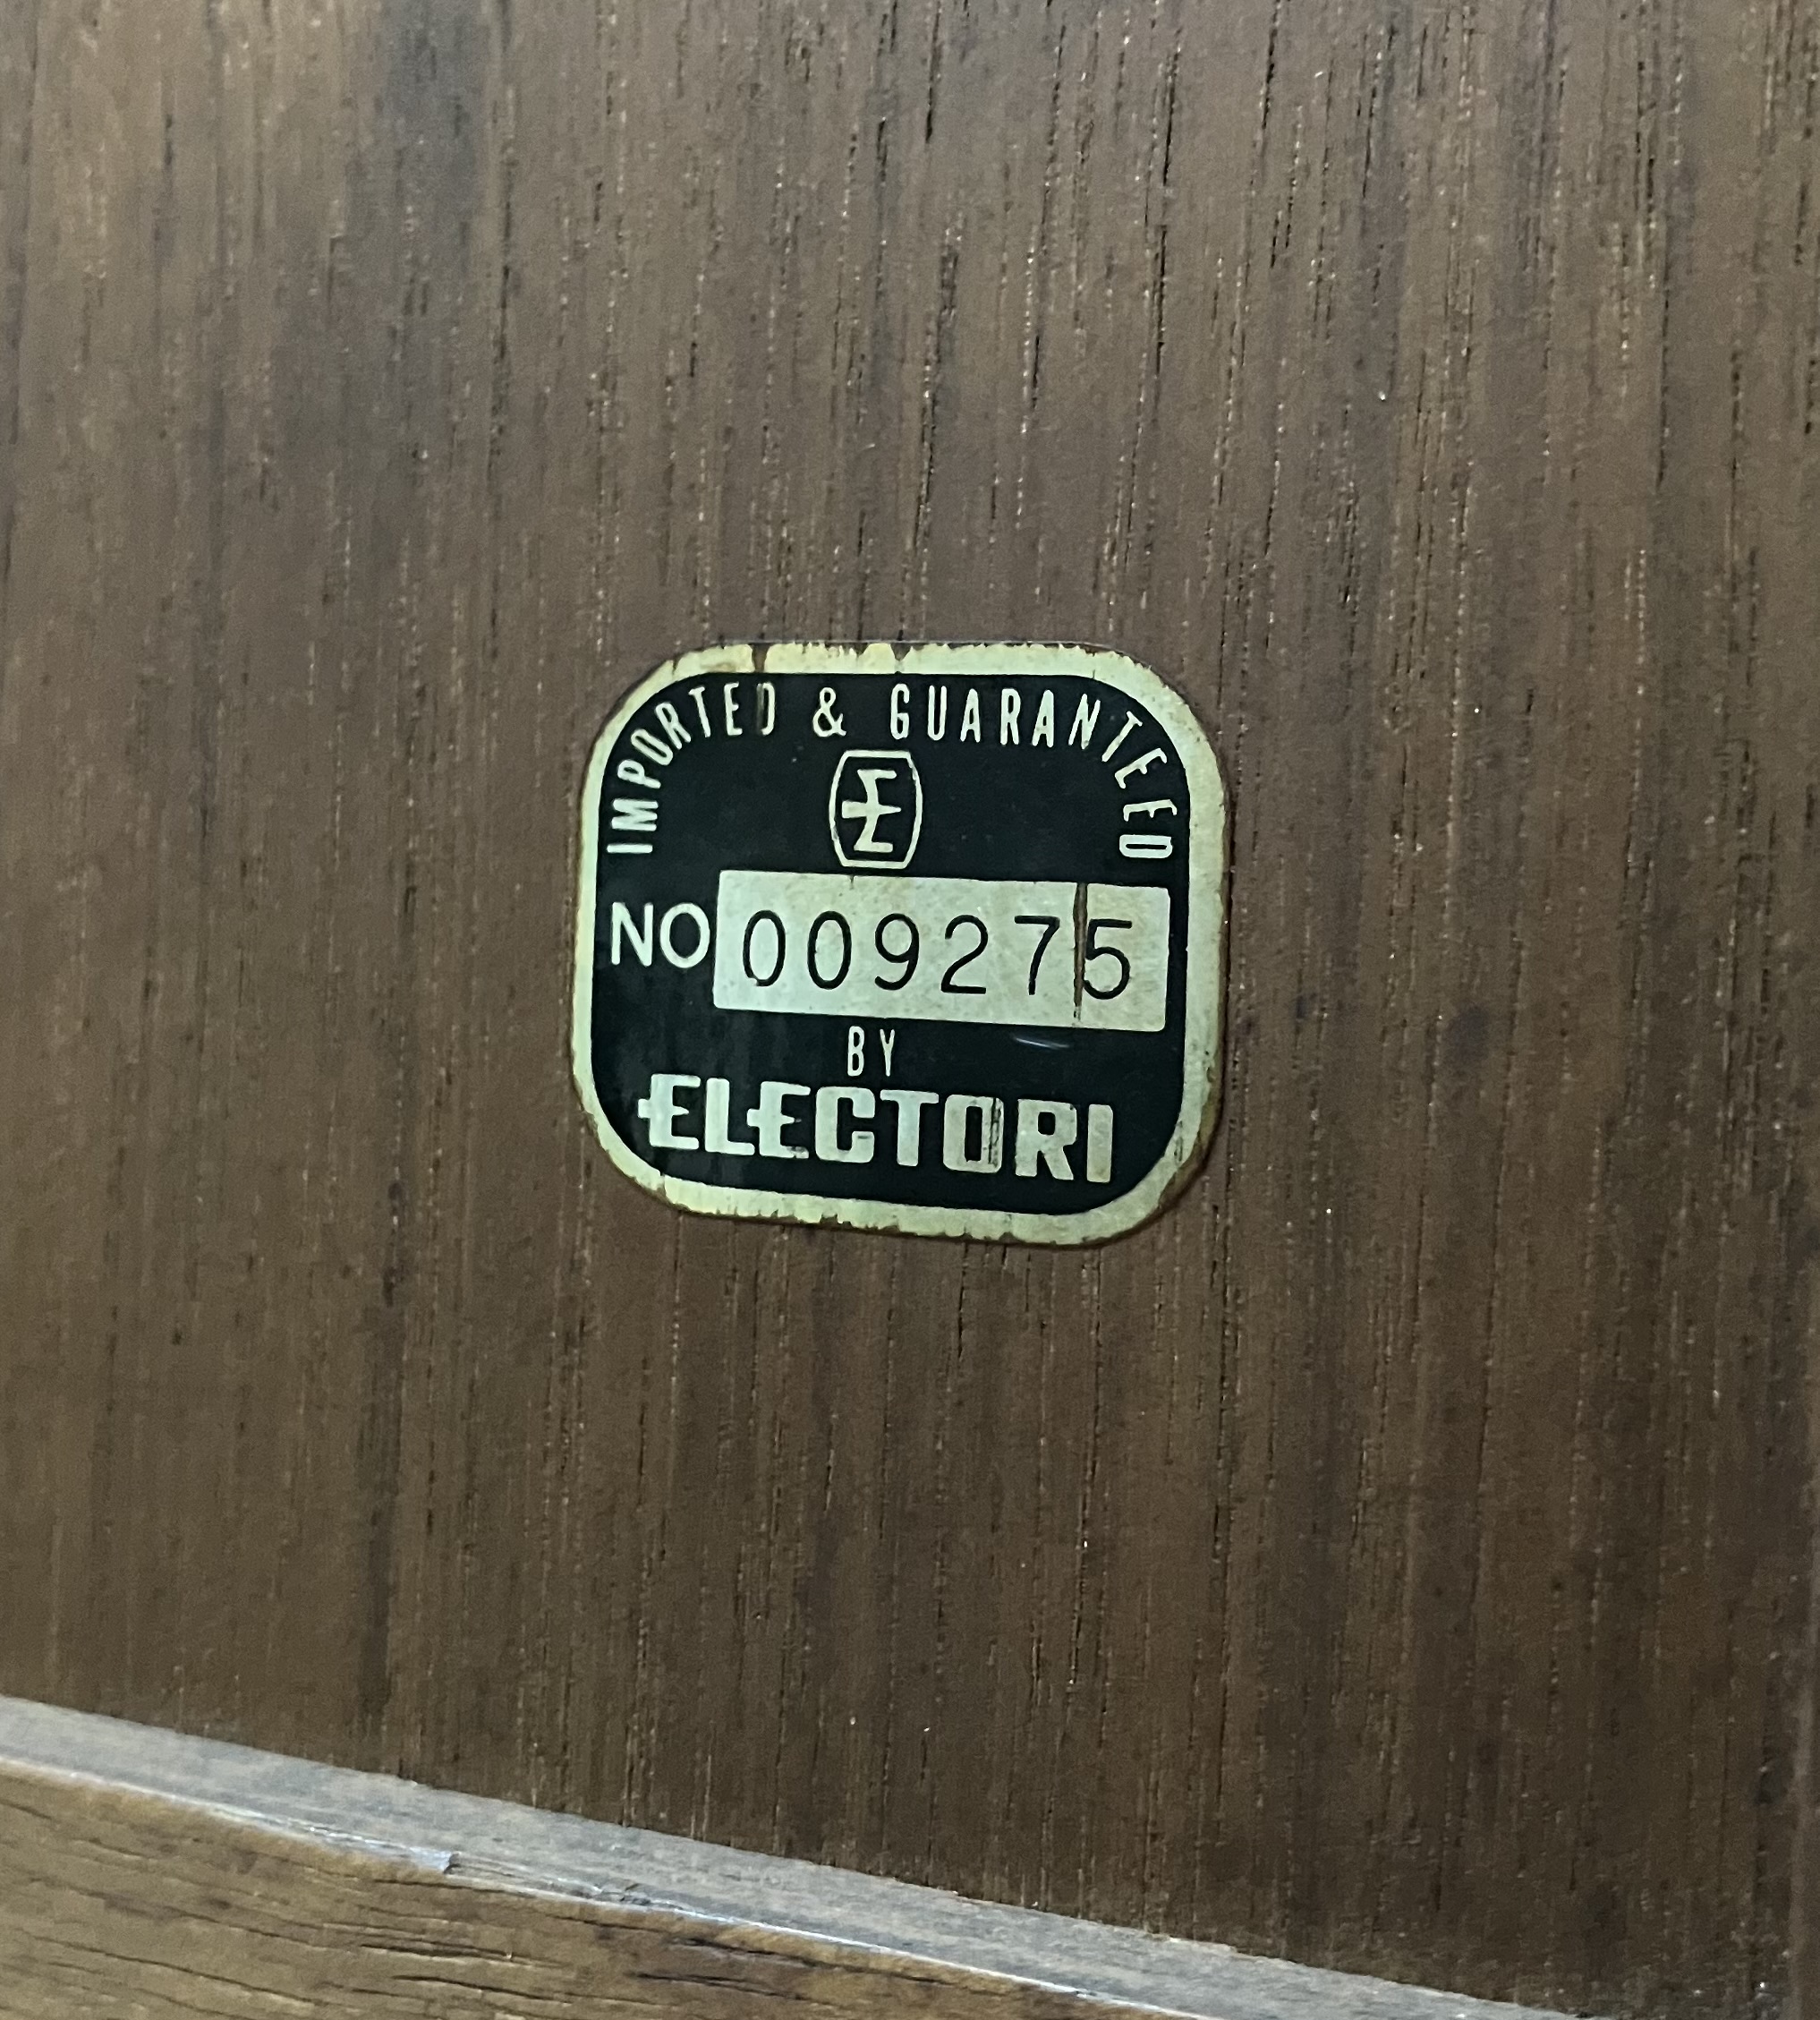 IMPORTED & GUARANTEED
E
NO 009275
BY
ELECTORI